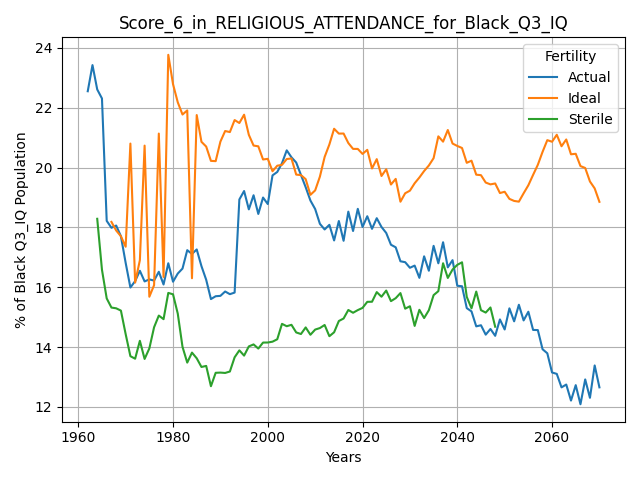 Score_6_in_RELIGIOUS_ATTENDANCE_for_Black_Q3_IQ
Fertility
Actual
Ideal
Sterile
% of Black Q3_IQ Population
24
22
20
18
16
14
12
1960 1980 2000 2020 2040 2060
Years